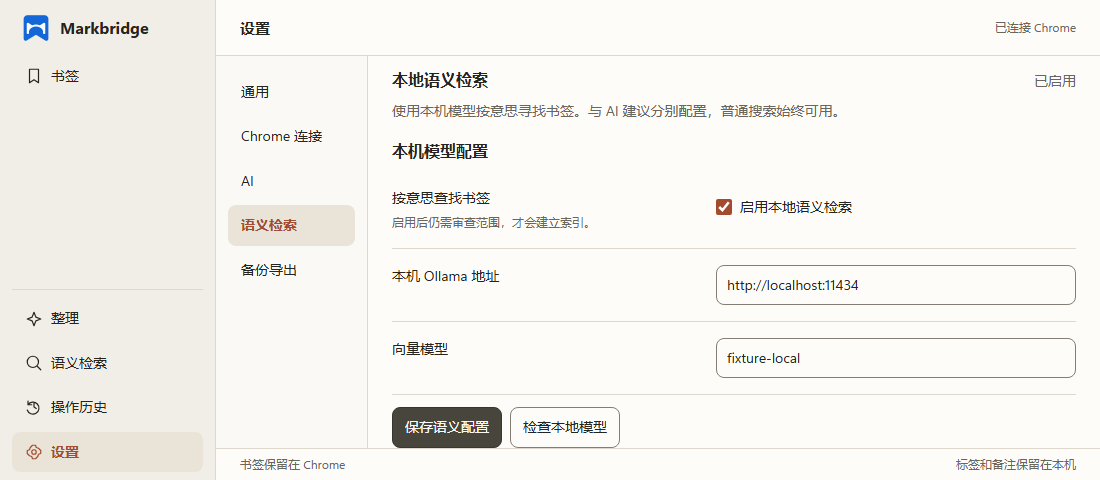 Markbridge
书签
整理
语义检索
操作历史
设置
设置
已连接 Chrome
通用
Chrome 连接
AI
语义检索
备份导出
本地语义检索
已启用
使用本机模型按意思寻找书签。与 AI 建议分别配置，普通搜索始终可用。
本机模型配置
按意思查找书签
启用后仍需审查范围，才会建立索引。
启用本地语义检索
本机 Ollama 地址
http://localhost:11434
向量模型
fixture-local
保存语义配置
检查本地模型
书签保留在 Chrome
标签和备注保留在本机